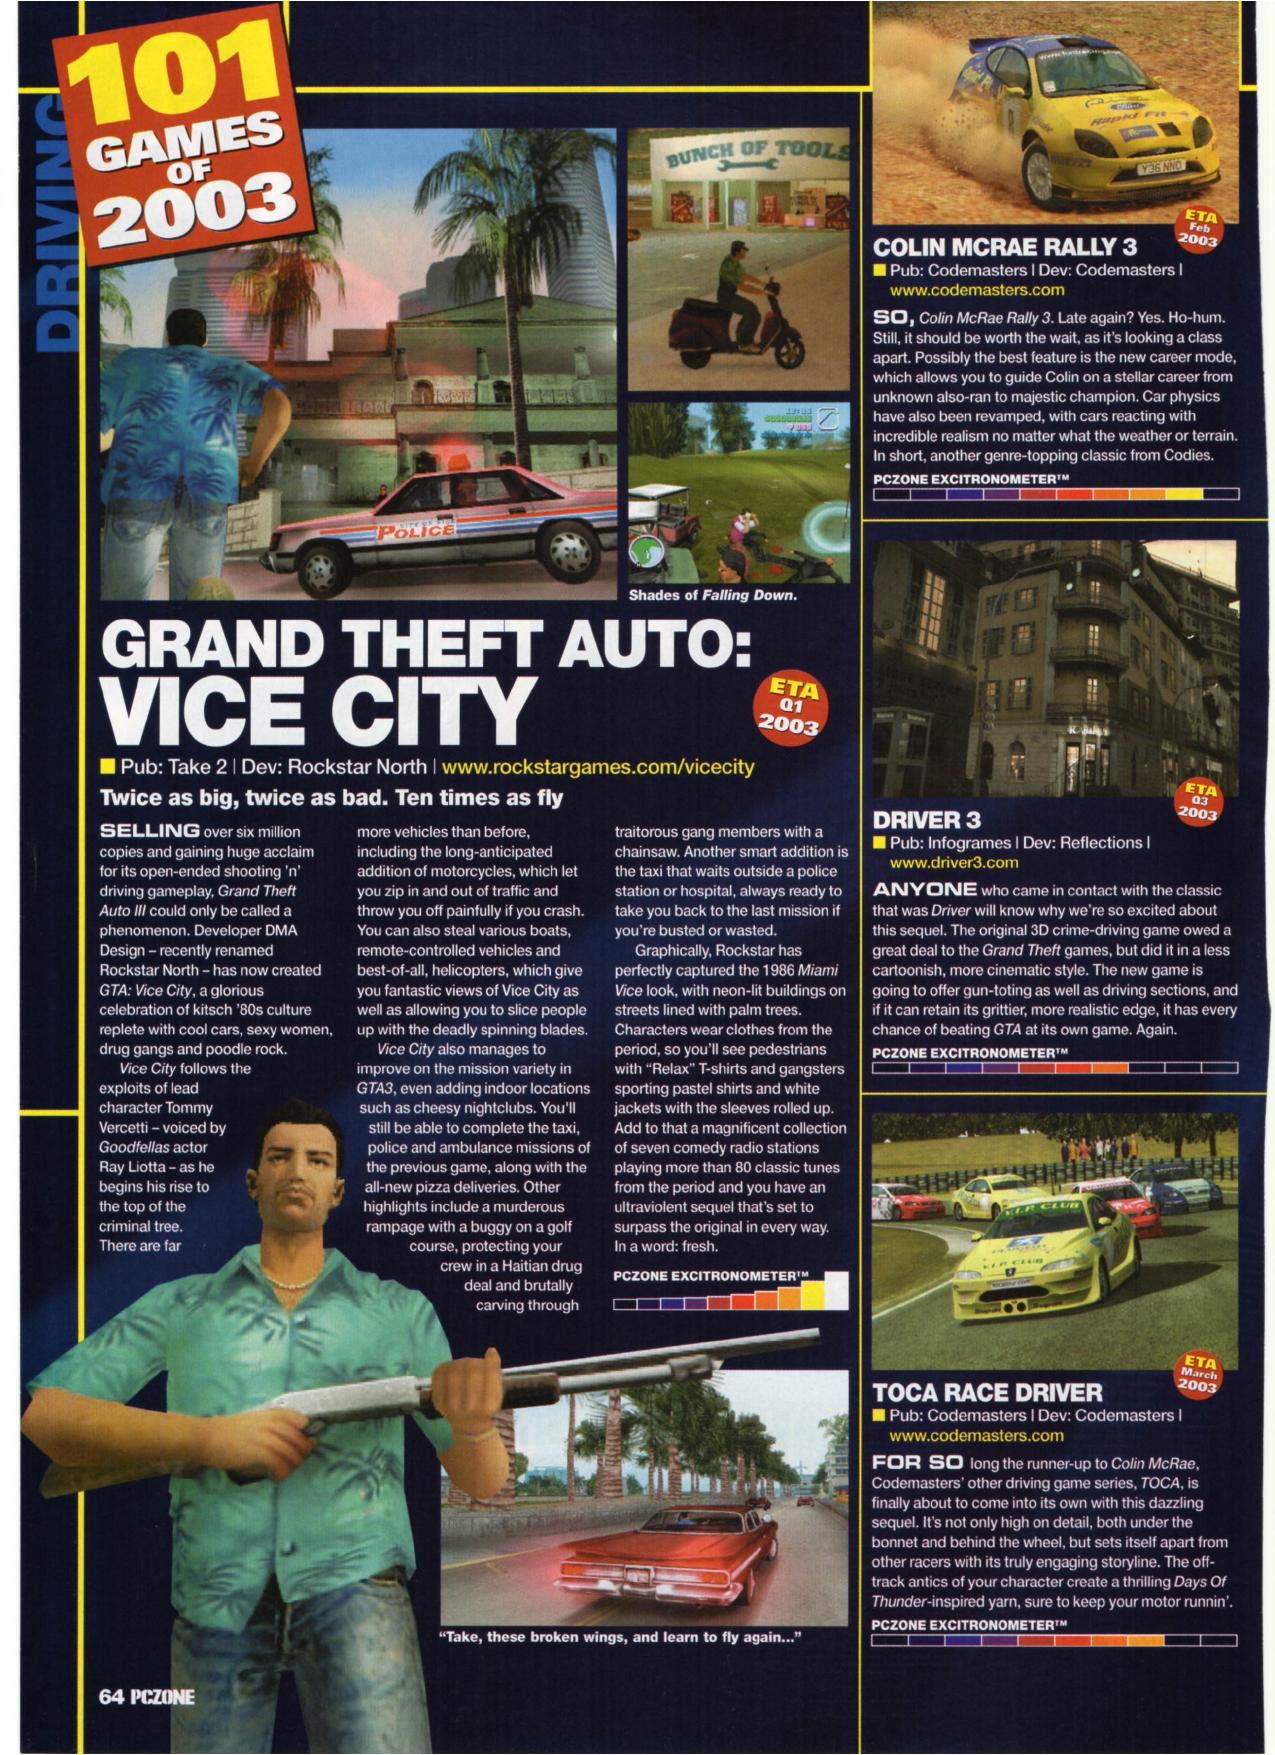 DRIVING
101
GAMES
OF
2003
BUNCH OF TOOLS
POLICE
Shades of Falling Down.
GRAND THEFT AUTO:
VICE CITY
ETA
Q1
2003
Pub: Take 2 | Dev: Rockstar North | www.rockstargames.com/vicecity
Twice as big, twice as bad. Ten times as fly
SELLING over six million
copies and gaining huge acclaim
for its open-ended shooting 'n'
driving gameplay, Grand Theft
Auto III could only be called a
phenomenon. Developer DMA
Design – recently renamed
Rockstar North – has now created
GTA: Vice City, a glorious
celebration of kitsch '80s culture
replete with cool cars, sexy women,
drug gangs and poodle rock.
Vice City follows the
exploits of lead
character Tommy
Vercetti – voiced by
Goodfellas actor
Ray Liotta – as he
begins his rise to
the top of the
criminal tree.
There are far
more vehicles than before,
including the long-anticipated
addition of motorcycles, which let
you zip in and out of traffic and
throw you off painfully if you crash.
You can also steal various boats,
remote-controlled vehicles and
best-of-all, helicopters, which give
you fantastic views of Vice City as
well as allowing you to slice people
up with the deadly spinning blades.
Vice City also manages to
improve on the mission variety in
GTA3, even adding indoor locations
such as cheesy nightclubs. You'll
still be able to complete the taxi,
police and ambulance missions of
the previous game, along with the
all-new pizza deliveries. Other
highlights include a murderous
rampage with a buggy on a golf
course, protecting your
crew in a Haitian drug
deal and brutally
carving through
traitorous gang members with a
chainsaw. Another smart addition is
the taxi that waits outside a police
station or hospital, always ready to
take you back to the last mission if
you're busted or wasted.
Graphically, Rockstar has
perfectly captured the 1986 Miami
Vice look, with neon-lit buildings on
streets lined with palm trees.
Characters wear clothes from the
period, so you'll see pedestrians
with “Relax” T-shirts and gangsters
sporting pastel shirts and white
jackets with the sleeves rolled up.
Add to that a magnificent collection
of seven comedy radio stations
playing more than 80 classic tunes
from the period and you have an
ultraviolent sequel that's set to
surpass the original in every way.
In a word: fresh.
PCZONE EXCITRONOMETER™
“Take, these broken wings, and learn to fly again...”
Rapid Fit
Y36 NNO
ETA
Feb
2003
COLIN MCRAE RALLY 3
Pub: Codemasters | Dev: Codemasters |
www.codemasters.com
SO, Colin McRae Rally 3. Late again? Yes. Ho-hum.
Still, it should be worth the wait, as it's looking a class
apart. Possibly the best feature is the new career mode,
which allows you to guide Colin on a stellar career from
unknown also-ran to majestic champion. Car physics
have also been revamped, with cars reacting with
incredible realism no matter what the weather or terrain.
In short, another genre-topping classic from Codies.
PCZONE EXCITRONOMETER™
ETA
Q3
2003
DRIVER 3
Pub: Infogrames | Dev: Reflections |
www.driver3.com
ANYONE who came in contact with the classic
that was Driver will know why we're so excited about
this sequel. The original 3D crime-driving game owed a
great deal to the Grand Theft games, but did it in a less
cartoonish, more cinematic style. The new game is
going to offer gun-toting as well as driving sections, and
if it can retain its grittier, more realistic edge, it has every
chance of beating GTA at its own game. Again.
PCZONE EXCITRONOMETER™
V.I.P. CLUB
V.I.P. CLUB
ETA
March
2003
TOCA RACE DRIVER
Pub: Codemasters | Dev: Codemasters |
www.codemasters.com
FOR SO long the runner-up to Colin McRae,
Codemasters' other driving game series, TOCA, is
finally about to come into its own with this dazzling
sequel. It's not only high on detail, both under the
bonnet and behind the wheel, but sets itself apart from
other racers with its truly engaging storyline. The off-
track antics of your character create a thrilling Days Of
Thunder-inspired yarn, sure to keep your motor runnin'.
PCZONE EXCITRONOMETER™
64 PCZONE